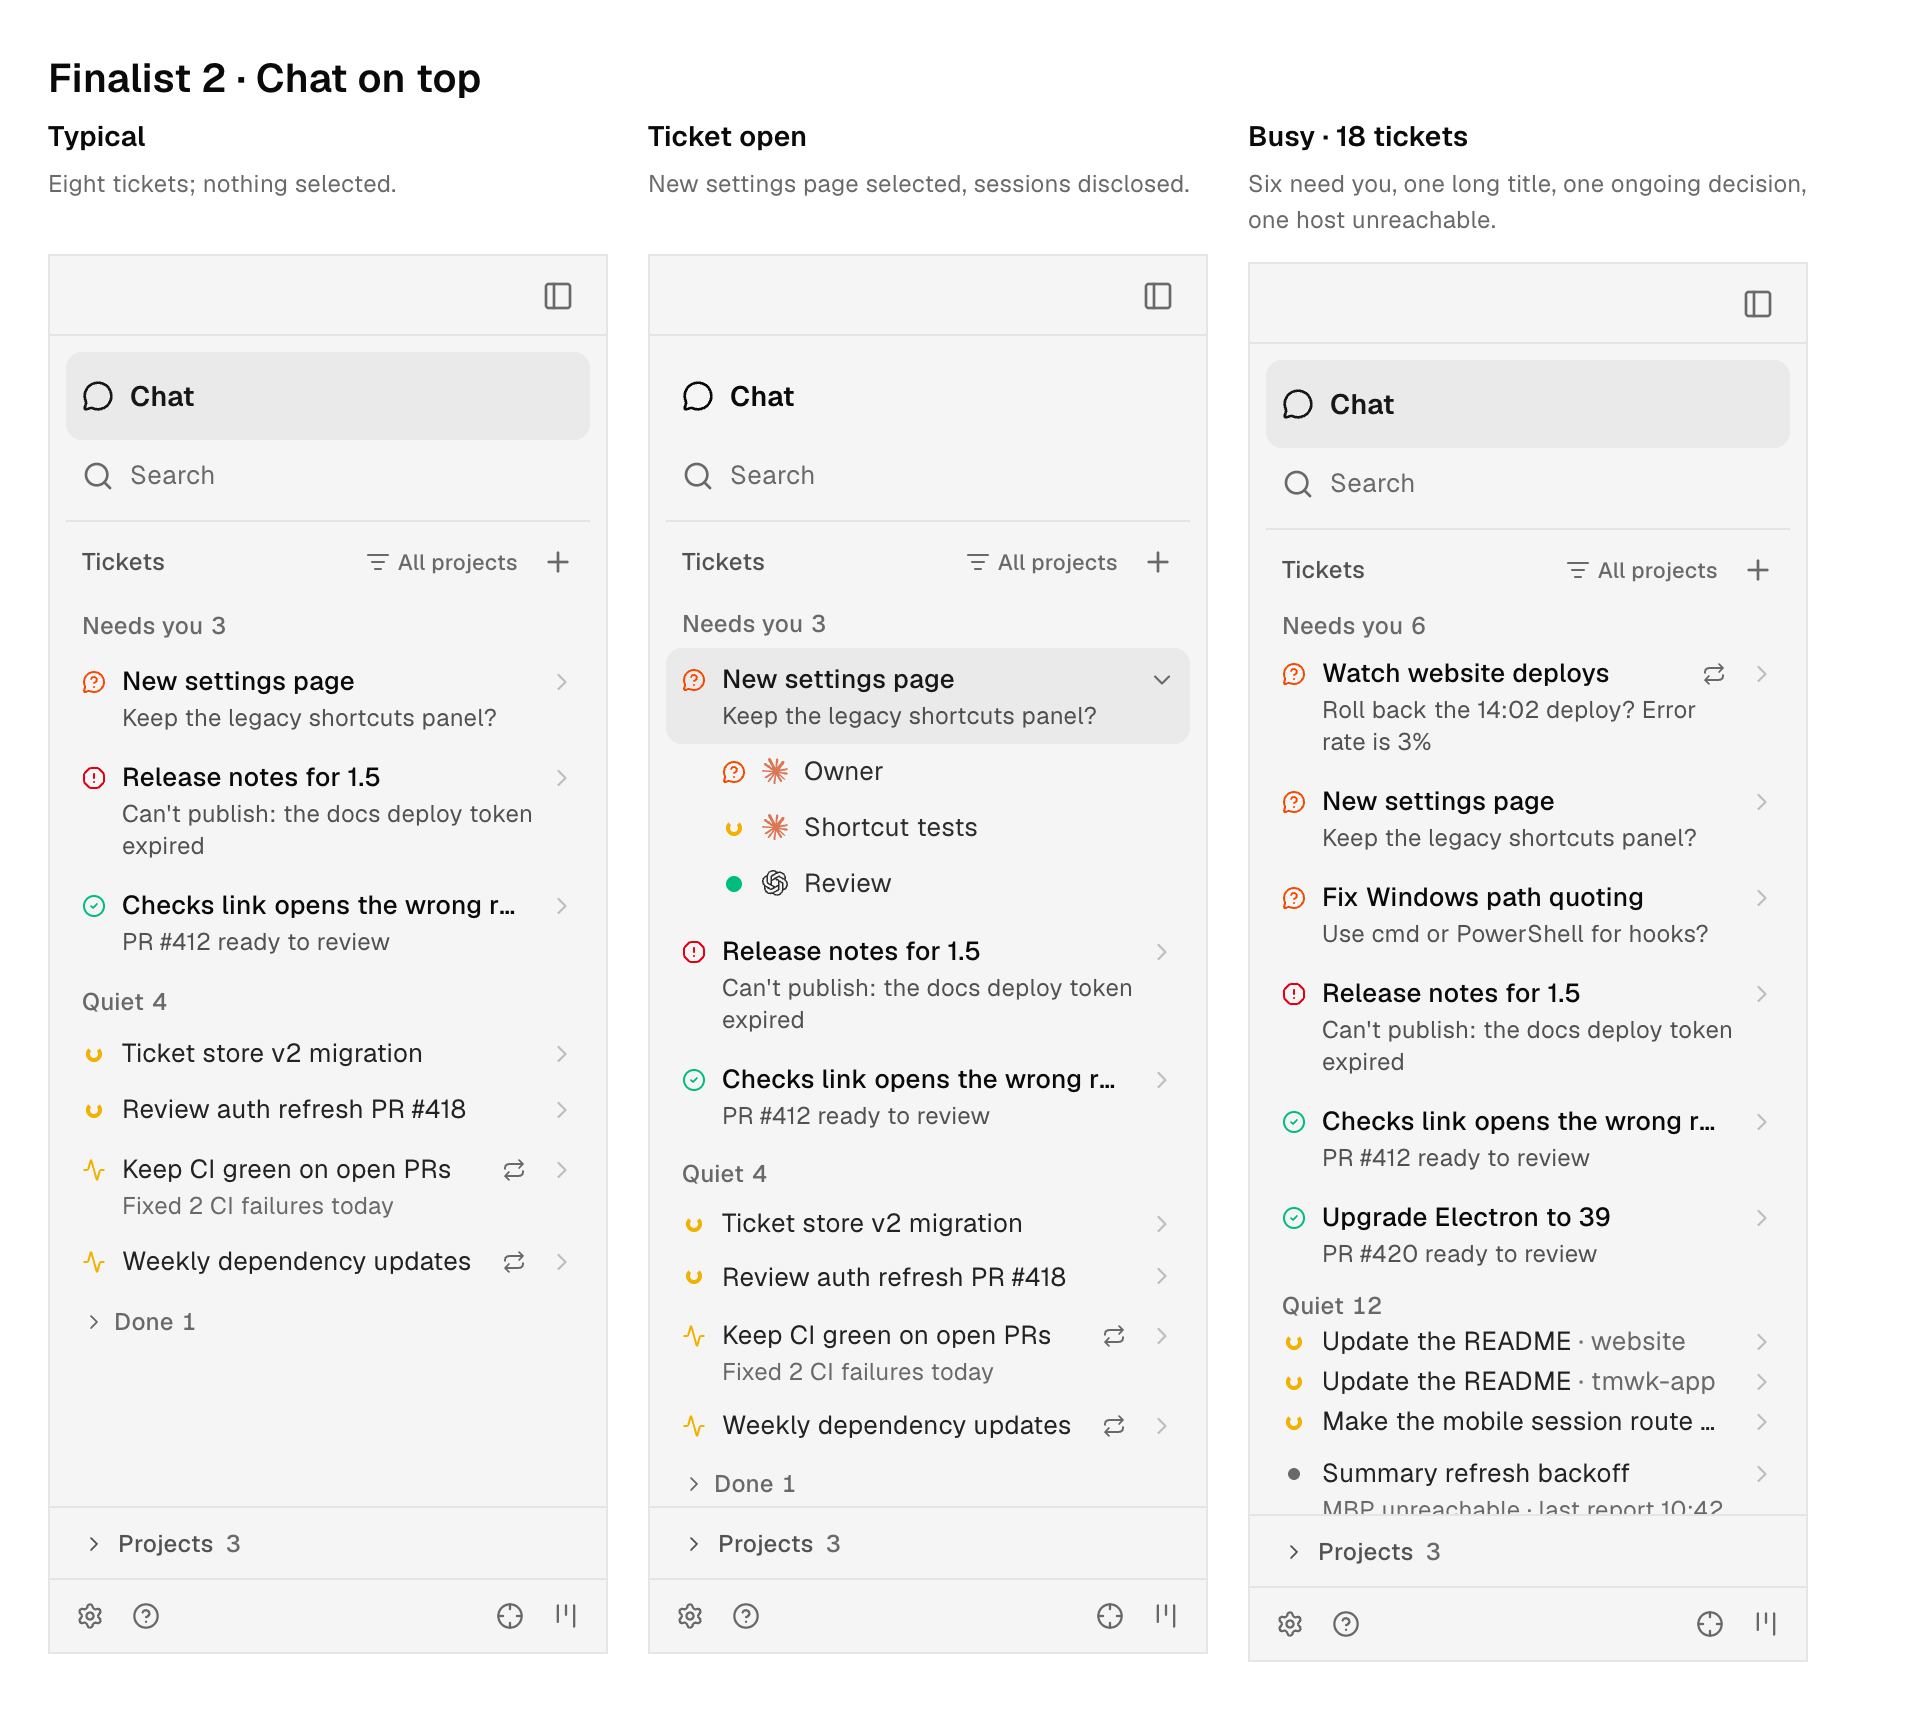 Finalist 2 · Chat on top
Typical
Eight tickets; nothing selected.
Chat
Search
Tickets
All projects
Needs you 3
New settings page
Keep the legacy shortcuts panel?
Release notes for 1.5
Can't publish: the docs deploy token
expired
Checks link opens the wrong r...
PR #412 ready to review
Quiet 4
Ticket store v2 migration
Review auth refresh PR #418
Keep CI green on open PRs
Fixed 2 CI failures today
Weekly dependency updates
Done 1
Projects 3
Ticket open
New settings page selected, sessions disclosed.
Chat
Search
Tickets
All projects
Needs you 3
New settings page
Keep the legacy shortcuts panel?
Owner
Shortcut tests
Review
Release notes for 1.5
Can't publish: the docs deploy token
expired
Checks link opens the wrong r...
PR #412 ready to review
Quiet 4
Ticket store v2 migration
Review auth refresh PR #418
Keep CI green on open PRs
Fixed 2 CI failures today
Weekly dependency updates
Done 1
Projects 3
Busy · 18 tickets
Six need you, one long title, one ongoing decision,
one host unreachable.
Chat
Search
Tickets
All projects
Needs you 6
Watch website deploys
Roll back the 14:02 deploy? Error
rate is 3%
New settings page
Keep the legacy shortcuts panel?
Fix Windows path quoting
Use cmd or PowerShell for hooks?
Release notes for 1.5
Can't publish: the docs deploy token
expired
Checks link opens the wrong r...
PR #412 ready to review
Upgrade Electron to 39
PR #420 ready to review
Quiet 12
Update the README · website
Update the README · tmwk-app
Make the mobile session route ...
Summary refresh backoff
MBP unreachable · last report 10:42
Projects 3